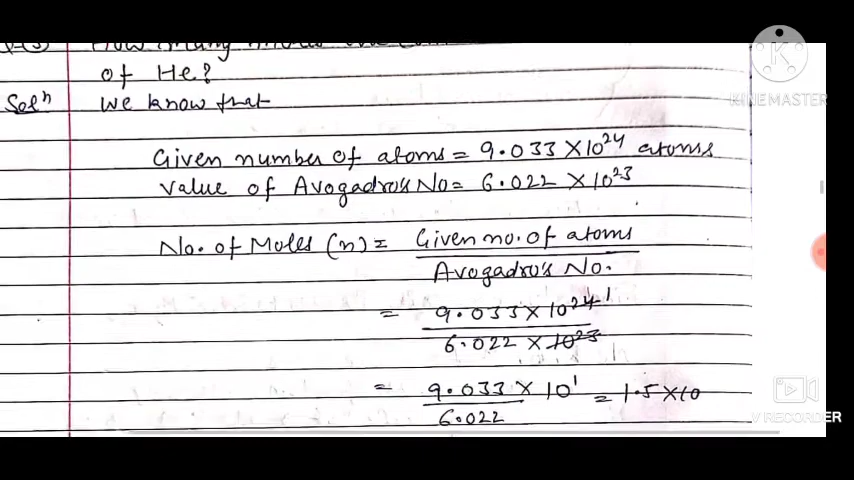 of He?
Solⁿ We know that
Given number of atoms = 9.033 × 10²⁴ atoms
value of Avogadro's No = 6.022 × 10²³
No. of Moles (n) = Given no. of atoms
Avogadro's No.
= 9.033 × 10²⁴ ¹
6.022 × 10²³
= 9.033 × 10¹ = 1.5 × 10
6.022
KINEMASTER
V RECORDER